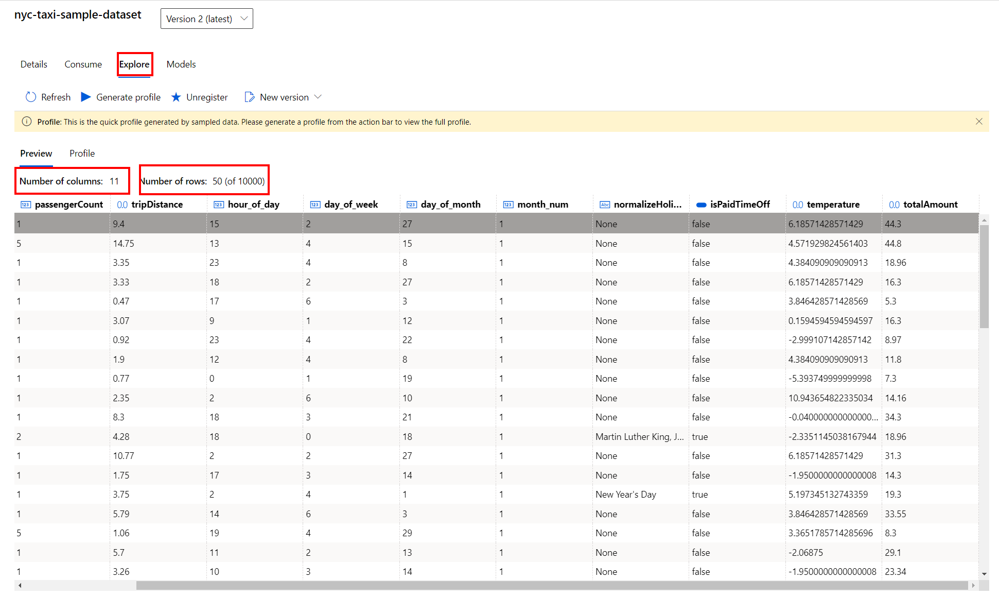 nyc-taxi-sample-dataset Version 2 (latest)
Details Consume Explore Models
Refresh Generate profile Unregister New version
Profile: This is the quick profile generated by sampled data. Please generate a profile from the action bar to view the full profile.
Preview Profile
Number of columns: 11 Number of rows: 50 (of 10000)
123 passengerCount 0.0 tripDistance 123 hour_of_day 123 day_of_week 123 day_of_month 123 month_num Abc normalizeHoli... isPaidTimeOff 0.0 temperature 0.0 totalAmount
1 9.4 15 2 27 1 None false 6.18571428571429 44.3
5 14.75 13 4 15 1 None false 4.571929824561403 44.8
1 3.35 23 4 8 1 None false 4.384090909090913 18.96
1 3.33 18 2 27 1 None false 6.18571428571429 16.3
1 0.47 17 6 3 1 None false 3.846428571428569 5.3
1 3.07 9 1 12 1 None false 0.1594594594594597 16.3
1 0.92 23 4 22 1 None false -2.999107142857142 8.97
1 1.9 12 4 8 1 None false 4.384090909090913 11.8
1 0.77 0 1 19 1 None false -5.393749999999998 7.3
1 2.35 2 6 10 1 None false 10.943654822335034 14.16
1 8.3 18 3 21 1 None false -0.040000000000000... 34.3
2 4.28 18 0 18 1 Martin Luther King, J... true -2.3351145038167944 18.96
1 10.77 2 2 27 1 None false 6.18571428571429 31.3
1 1.75 17 3 14 1 None false -1.9500000000000008 14.3
1 3.75 2 4 1 1 New Year's Day true 5.197345132743359 19.3
1 5.79 14 6 3 1 None false 3.846428571428569 33.55
5 1.06 19 4 29 1 None false 3.3651785714285696 8.3
1 5.7 11 2 13 1 None false -2.06875 29.1
1 3.26 10 3 14 1 None false -1.9500000000000008 23.34